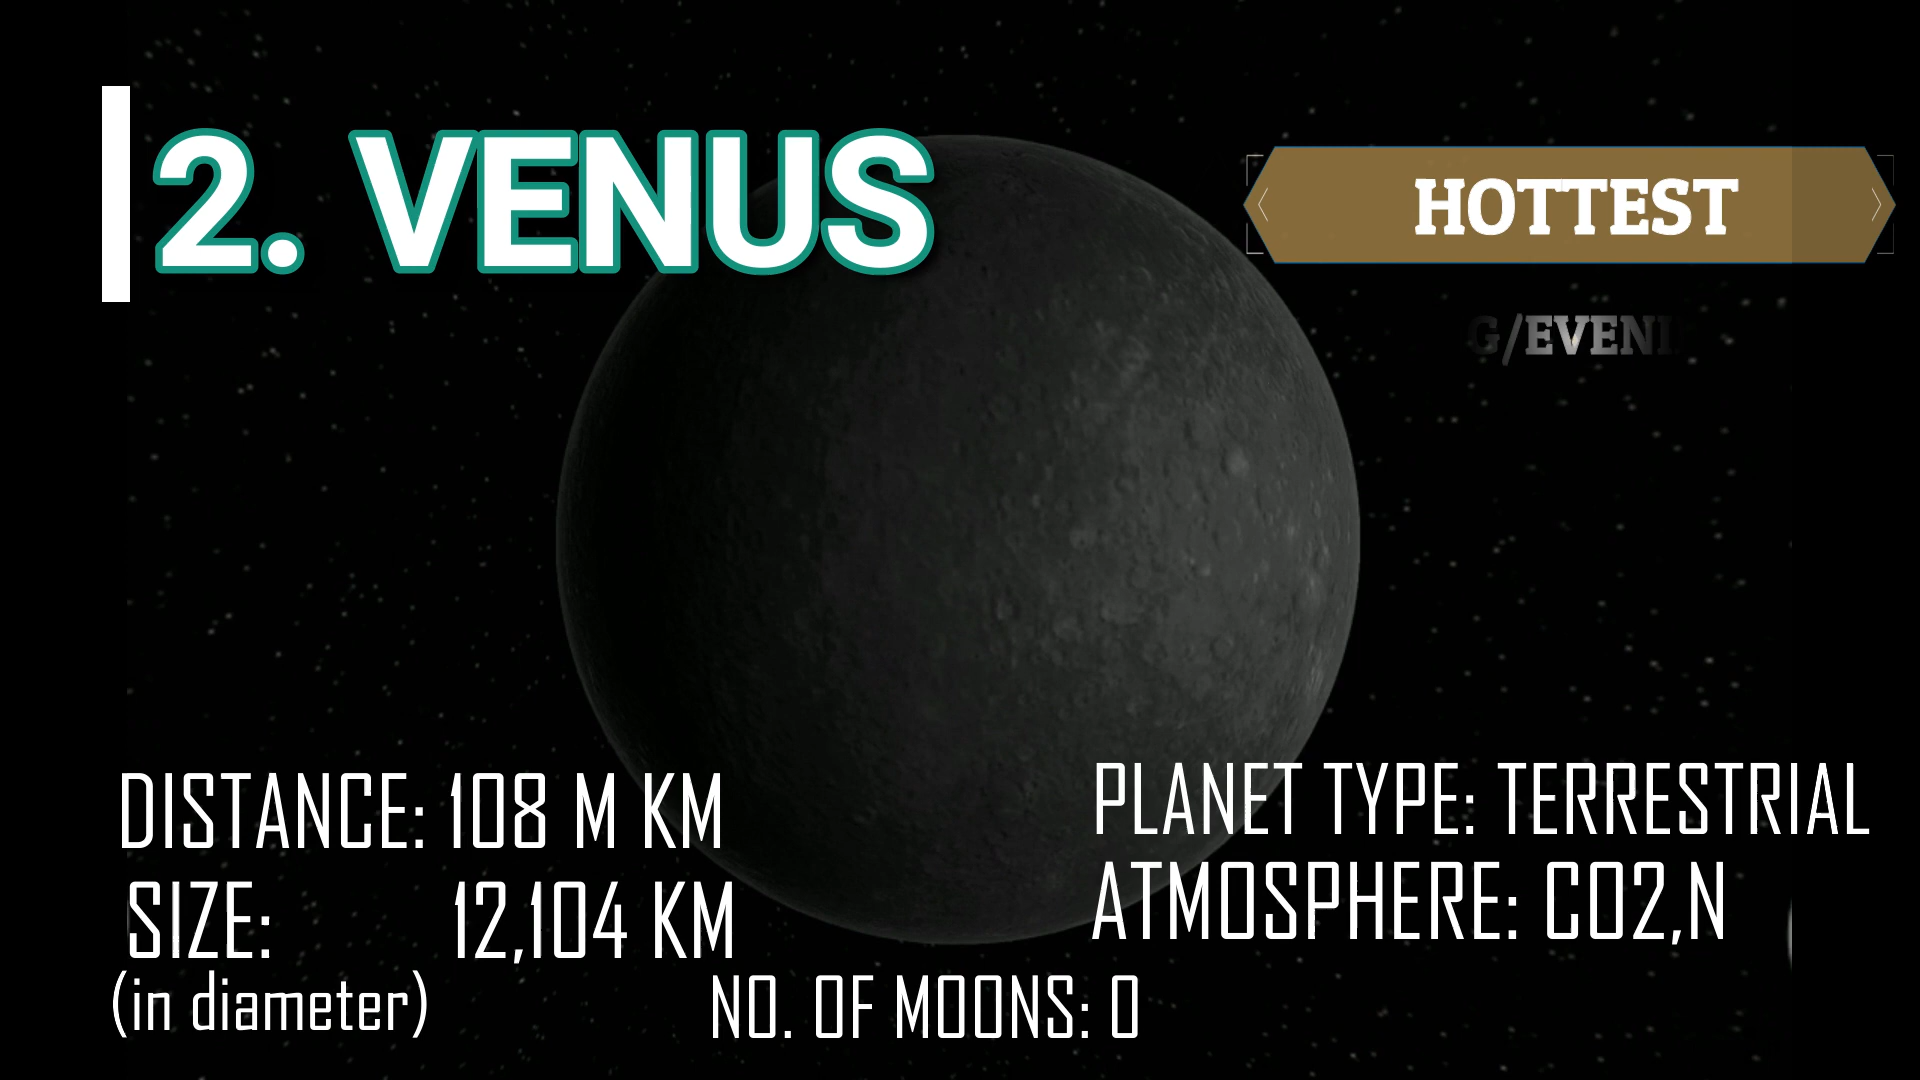 2. VENUS
HOTTEST
DISTANCE: 108 M KM
SIZE: 12,104 KM
(in diameter)
PLANET TYPE: TERRESTRIAL
ATMOSPHERE: CO2,N
NO. OF MOONS: 0